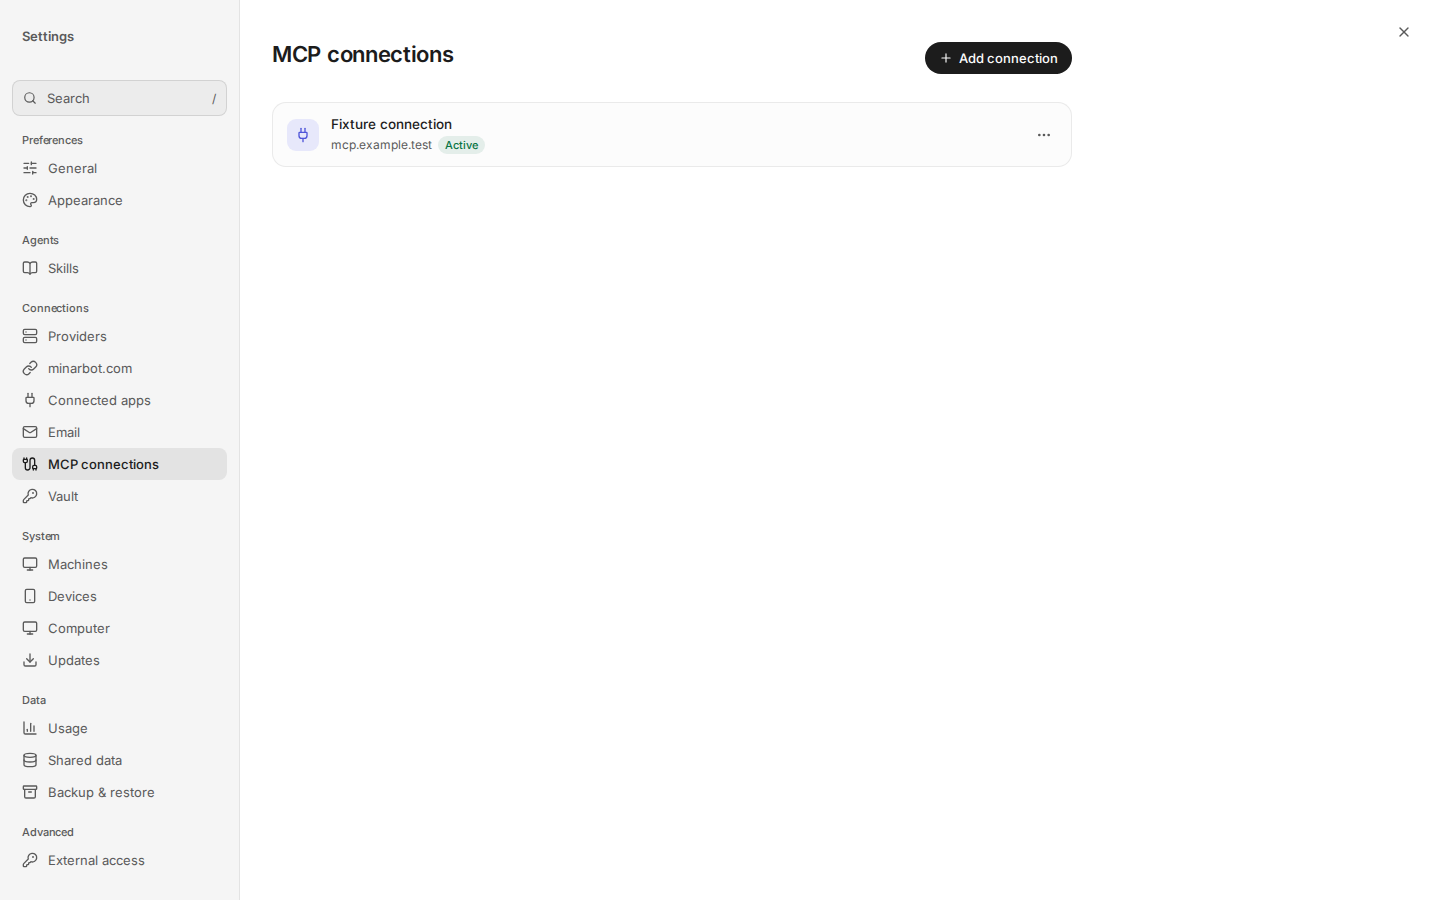 Settings
Search /
Preferences
General
Appearance
Agents
Skills
Connections
Providers
minarbot.com
Connected apps
Email
MCP connections
Vault
System
Machines
Devices
Computer
Updates
Data
Usage
Shared data
Backup & restore
Advanced
External access
MCP connections
Add connection
Fixture connection
mcp.example.test Active